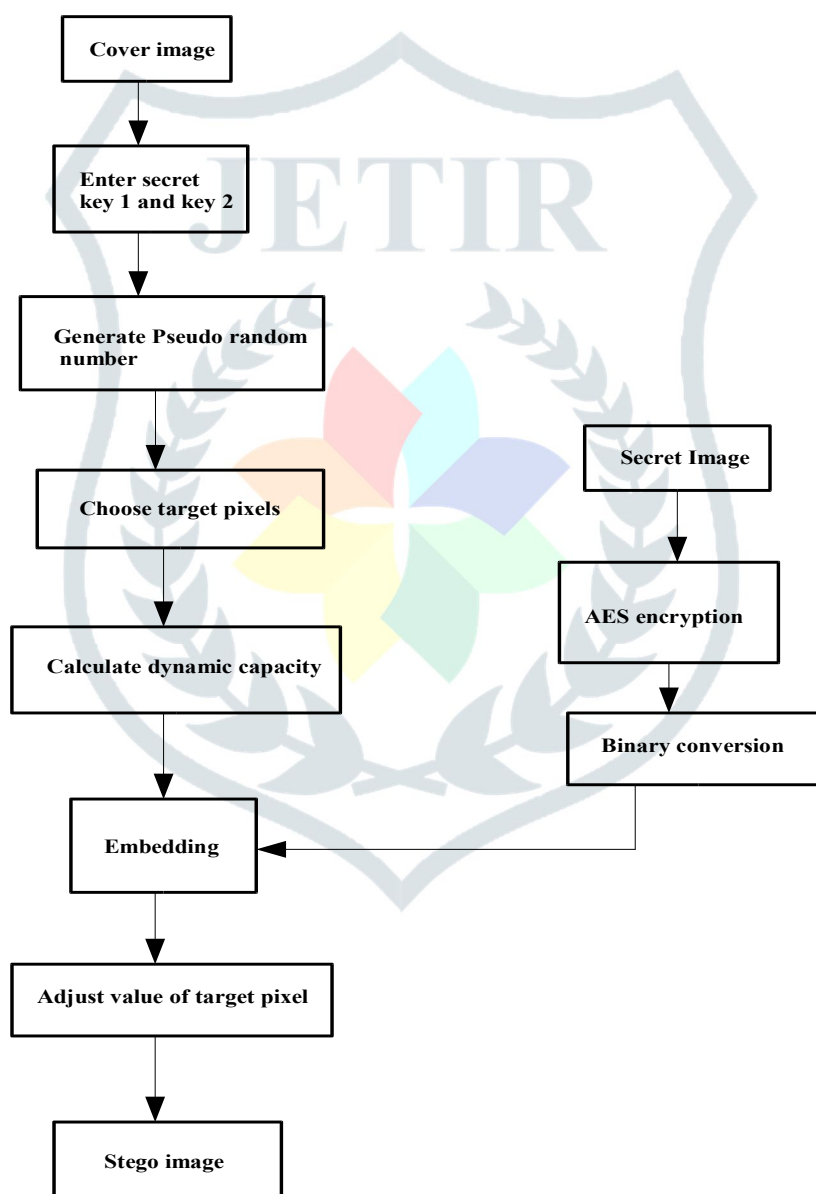 Cover image
JETIR
Enter secret
key 1 and key 2
Generate Pseudo random
number
Choose target pixels
Secret Image
AES encryption
Calculate dynamic capacity
Binary conversion
Embedding
Adjust value of target pixel
Stego image